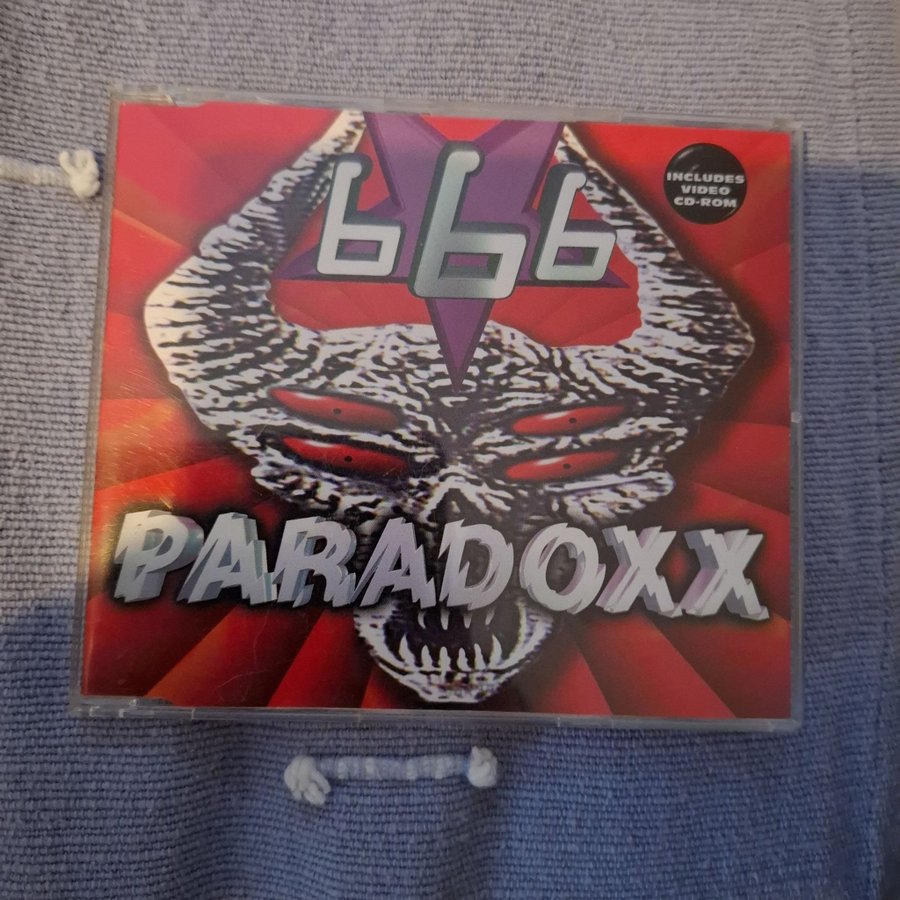 666
INCLUDES
VIDEO
CD-ROM
PARADOXX